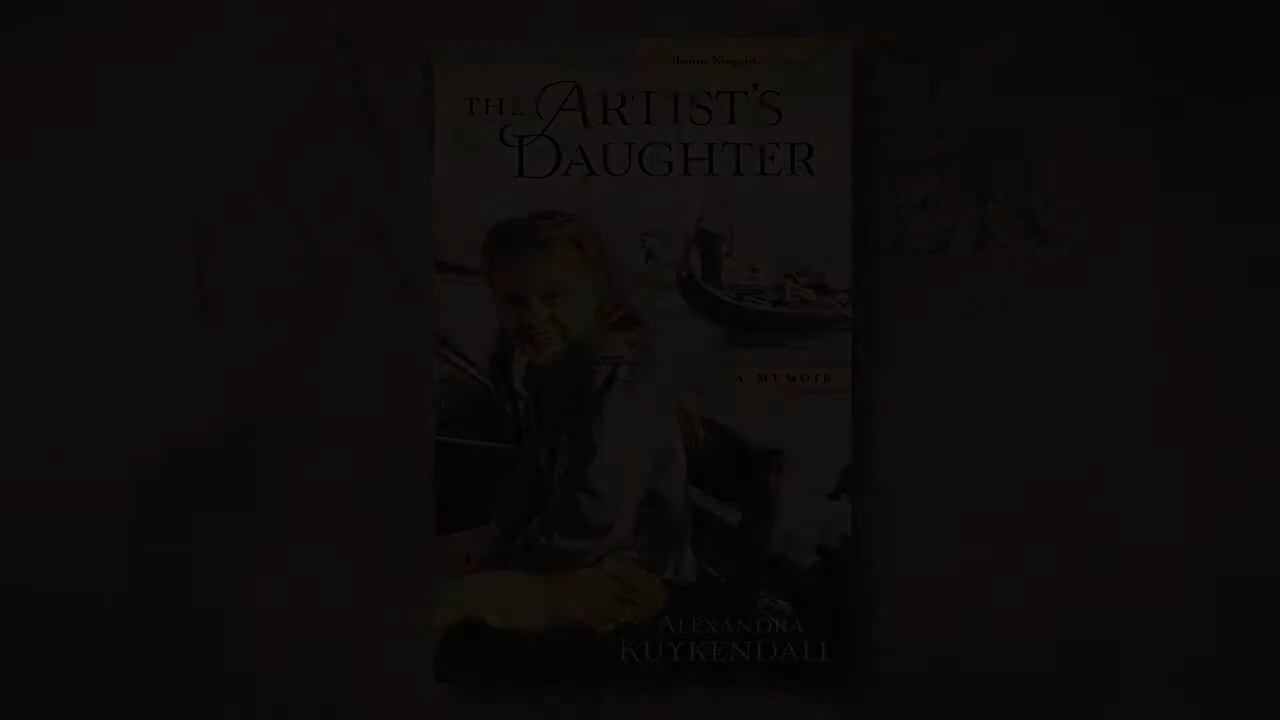 Shauna Niequist,
THE ARTIST'S
DAUGHTER
A MEMOIR
ALEXANDRA
KUYKENDALL